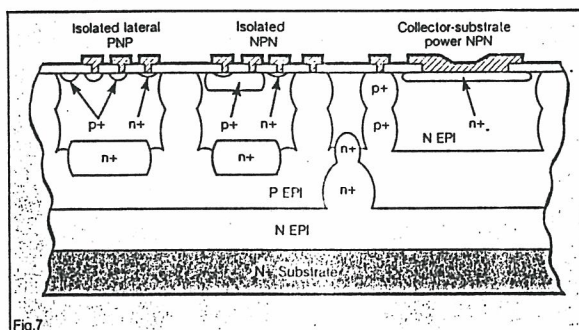 Isolated lateral
PNP
Isolated
NPN
Collector-substrate
power NPN
p+
n+
p+
n+
p+
p+
n+
N EPI
n+
n+
n+
n+
P EPI
N EPI
N+ Substrate
Fig.7